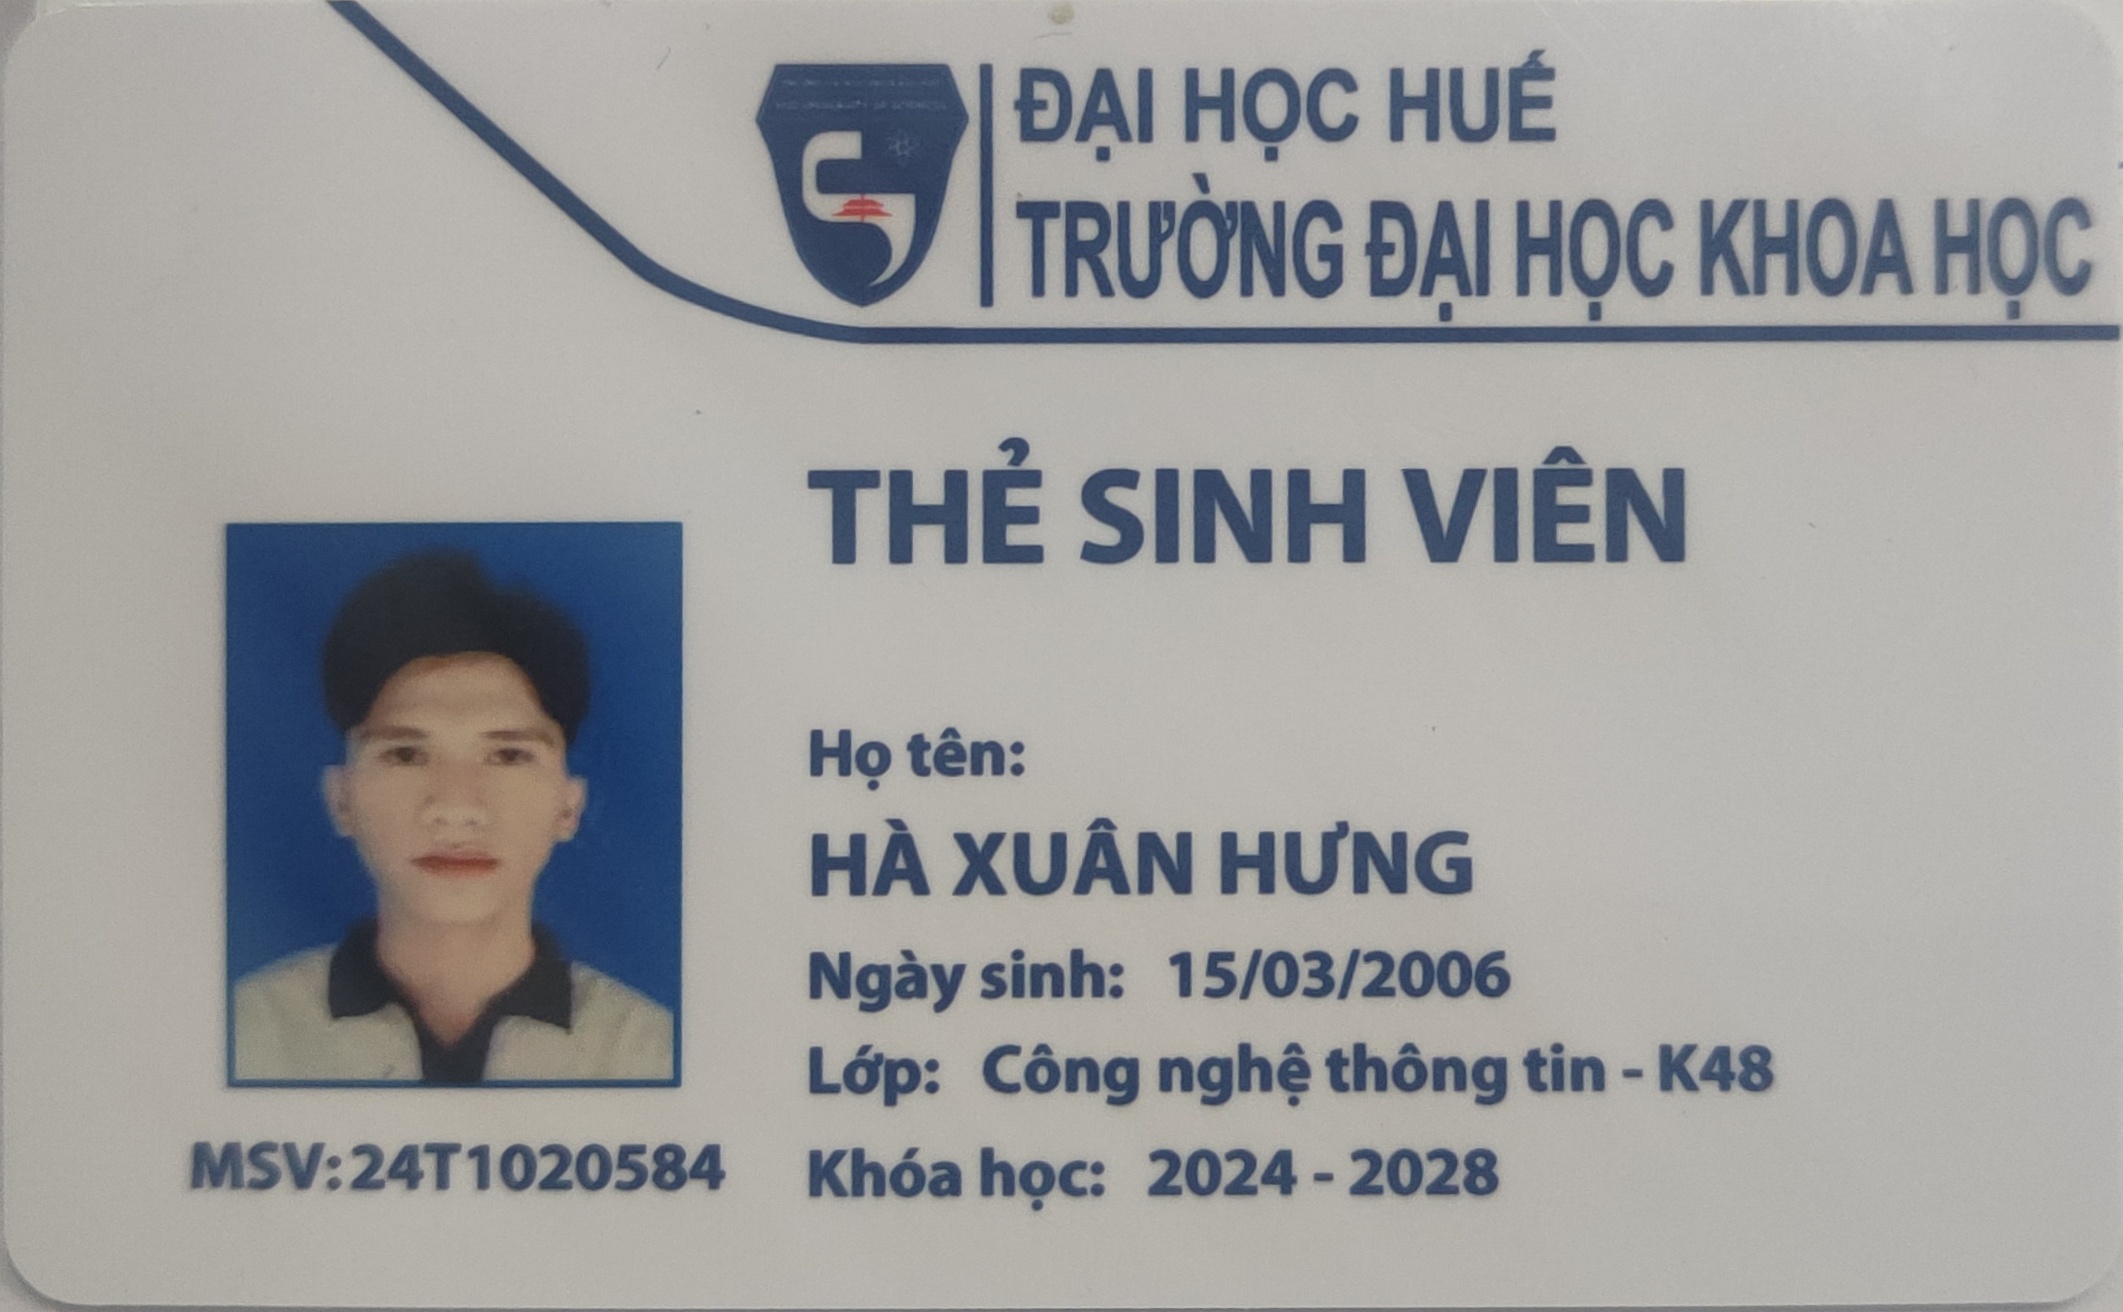 ĐẠI HỌC HUẾ
TRƯỜNG ĐẠI HỌC KHOA HỌC
THẺ SINH VIÊN
Họ tên:
HÀ XUÂN HƯNG
Ngày sinh: 15/03/2006
Lớp: Công nghệ thông tin - K48
MSV:24T1020584
Khóa học: 2024 - 2028